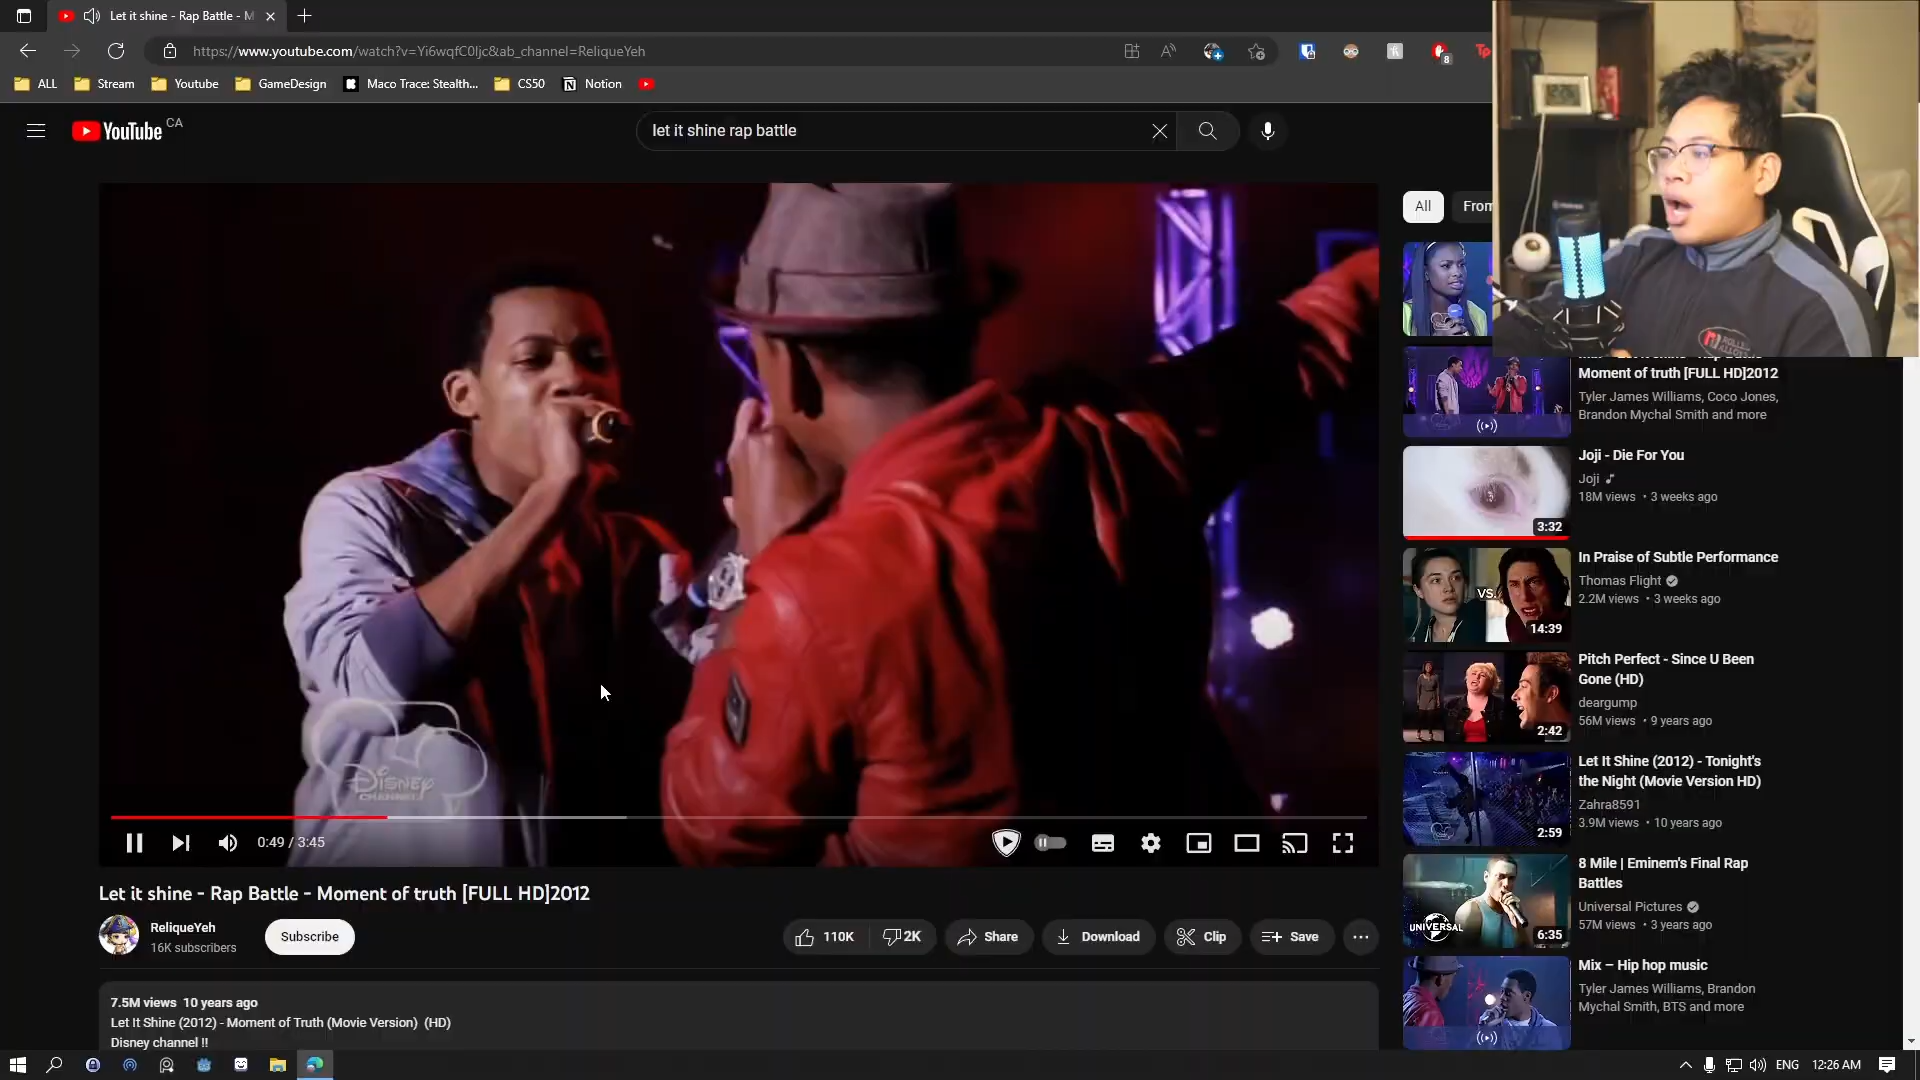 Let it shine - Rap Battle - M
https://www.youtube.com/watch?v=Yi6wqfC0Ijc&ab_channel=ReliqueYeh
8
ALL
Stream
Youtube
GameDesign
Maco Trace: Stealth...
CS50
Notion
YouTube CA
let it shine rap battle
All
From
Moment of truth [FULL HD]2012
Tyler James Williams, Coco Jones,
Brandon Mychal Smith and more
Joji - Die For You
Joji
18M views • 3 weeks ago
3:32
In Praise of Subtle Performance
Thomas Flight
2.2M views • 3 weeks ago
VS.
14:39
Pitch Perfect - Since U Been
Gone (HD)
deargump
56M views • 9 years ago
2:42
Let It Shine (2012) - Tonight's
the Night (Movie Version HD)
Zahra8591
3.9M views • 10 years ago
2:59
8 Mile | Eminem's Final Rap
Battles
Universal Pictures
57M views • 3 years ago
UNIVERSAL
6:35
Mix – Hip hop music
Tyler James Williams, Brandon
Mychal Smith, BTS and more
DISNEY
CHANNEL
0:49 / 3:45
Let it shine - Rap Battle - Moment of truth [FULL HD]2012
ReliqueYeh
16K subscribers
Subscribe
110K
2K
Share
Download
Clip
Save
7.5M views 10 years ago
Let It Shine (2012) - Moment of Truth (Movie Version) (HD)
Disney channel !!
ENG
12:26 AM